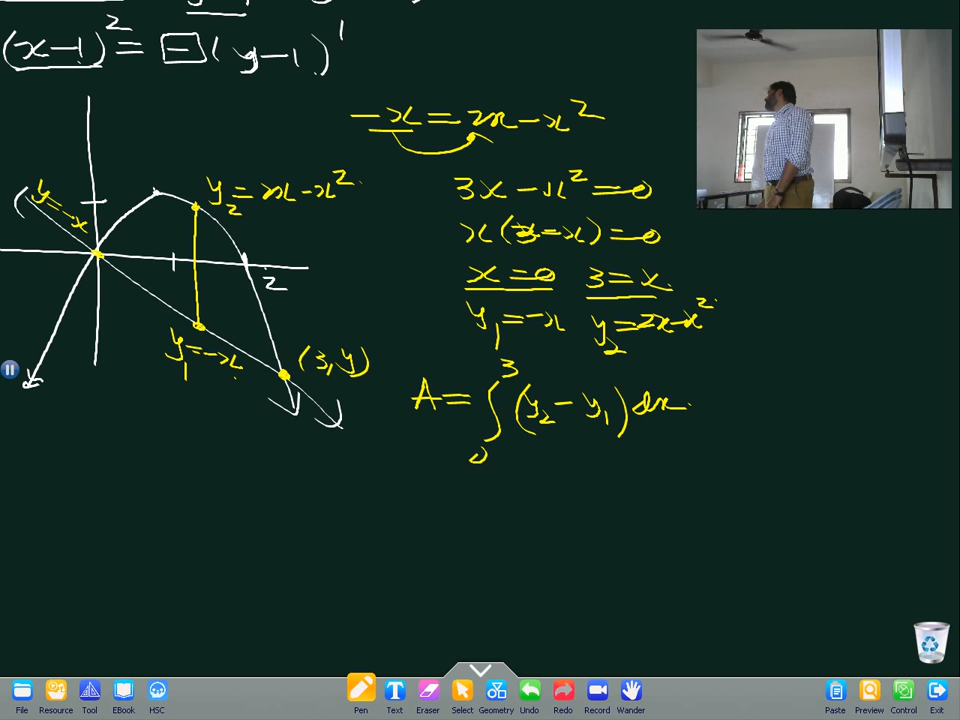 (x-1)² = -(y-1)¹
-x = 2x - x²
y₂ = 2x - x²
3x - x² = 0
y = -x
x(3-x) = 0
x = 0 3 = x
2
y₁ = -x y₂ = 2x - x²
y₁ = -x
(3, y)
A = ∫₀³ (y₂ - y₁) dx
File Resource Tool EBook HSC Pen Text Eraser Select Geometry Undo Redo Record Wander Paste Preview Control Exit